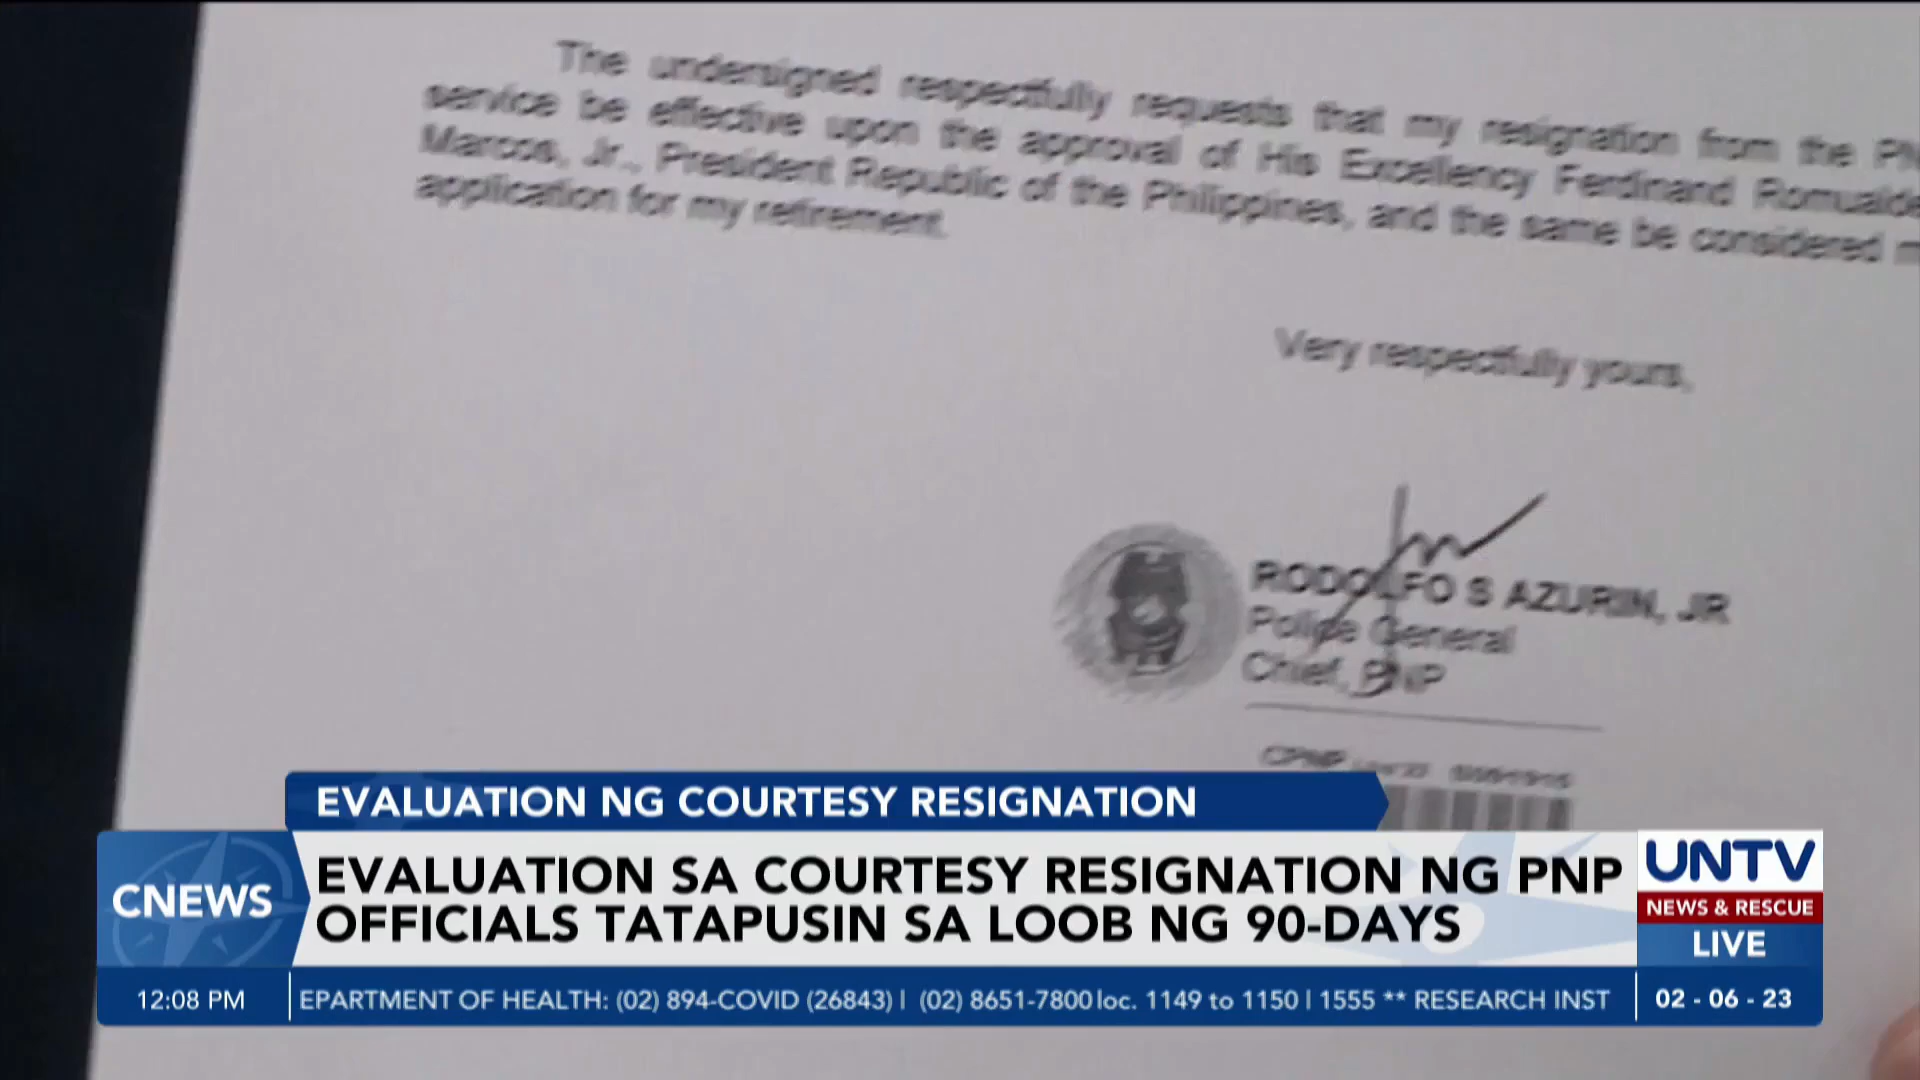 The undersigned respectfully requests that my resignation from the
service be effective upon the approval of His Excellency Ferdinand
Marcos, Jr., President Republic of the Philippines, and the same be considered
application for my retirement.
Very respectfully yours,
RODOLFO S AZURIN, JR
Police General
Chief, PNP
CPNP
EVALUATION NG COURTESY RESIGNATION
CNEWS
EVALUATION SA COURTESY RESIGNATION NG PNP
OFFICIALS TATAPUSIN SA LOOB NG 90-DAYS
UNTV
NEWS & RESCUE
LIVE
12:08 PM
EPARTMENT OF HEALTH: (02) 894-COVID (26843) | (02) 8651-7800 loc. 1149 to 1150 | 1555 ** RESEARCH INST
02 - 06 - 23